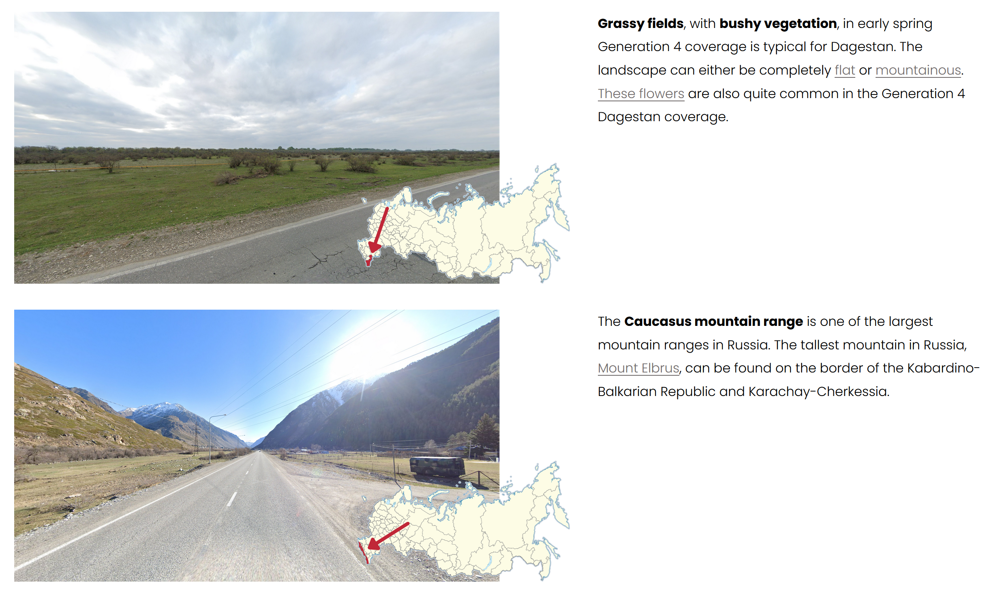 Grassy fields, with bushy vegetation, in early spring
Generation 4 coverage is typical for Dagestan. The
landscape can either be completely flat or mountainous.
These flowers are also quite common in the Generation 4
Dagestan coverage.
The Caucasus mountain range is one of the largest
mountain ranges in Russia. The tallest mountain in Russia,
Mount Elbrus, can be found on the border of the Kabardino-
Balkarian Republic and Karachay-Cherkessia.